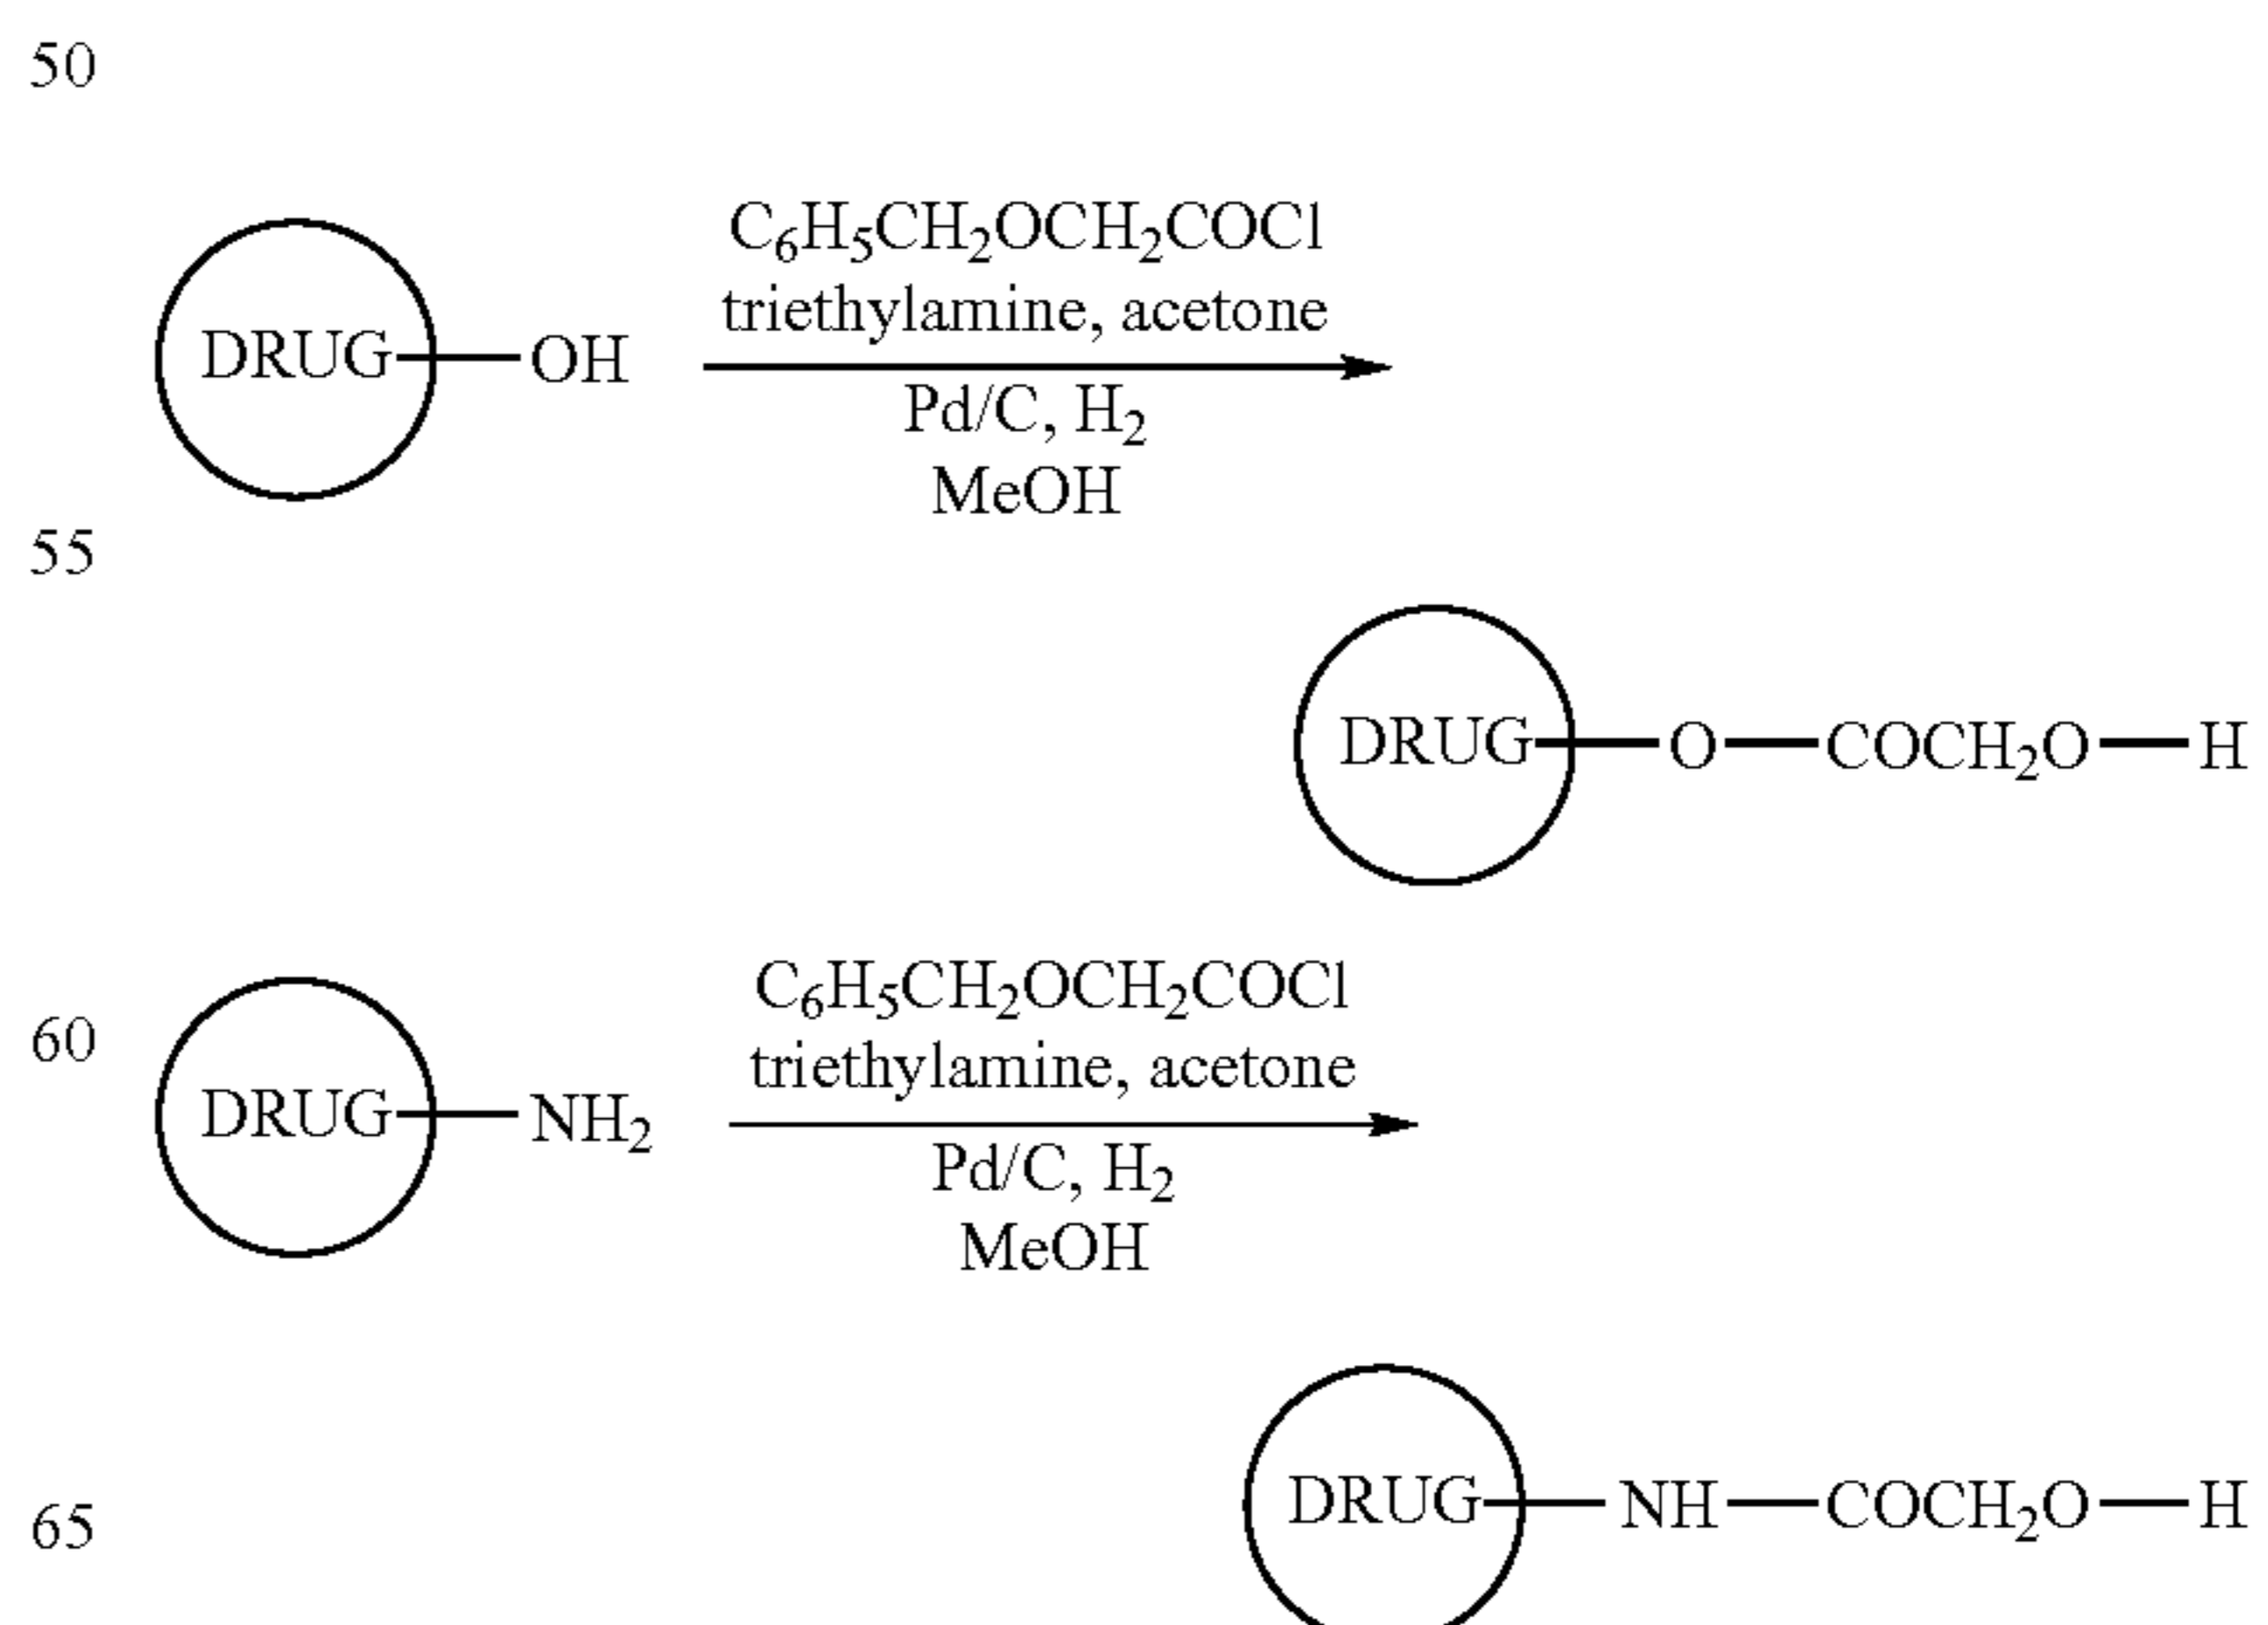 50
C6H5CH2OCH2COCl
triethylamine, acetone
DRUG—OH
Pd/C, H2
MeOH
55
DRUG—O—COCH2O—H
C6H5CH2OCH2COCl
60
triethylamine, acetone
DRUG—NH2
Pd/C, H2
MeOH
DRUG—NH—COCH2O—H
65